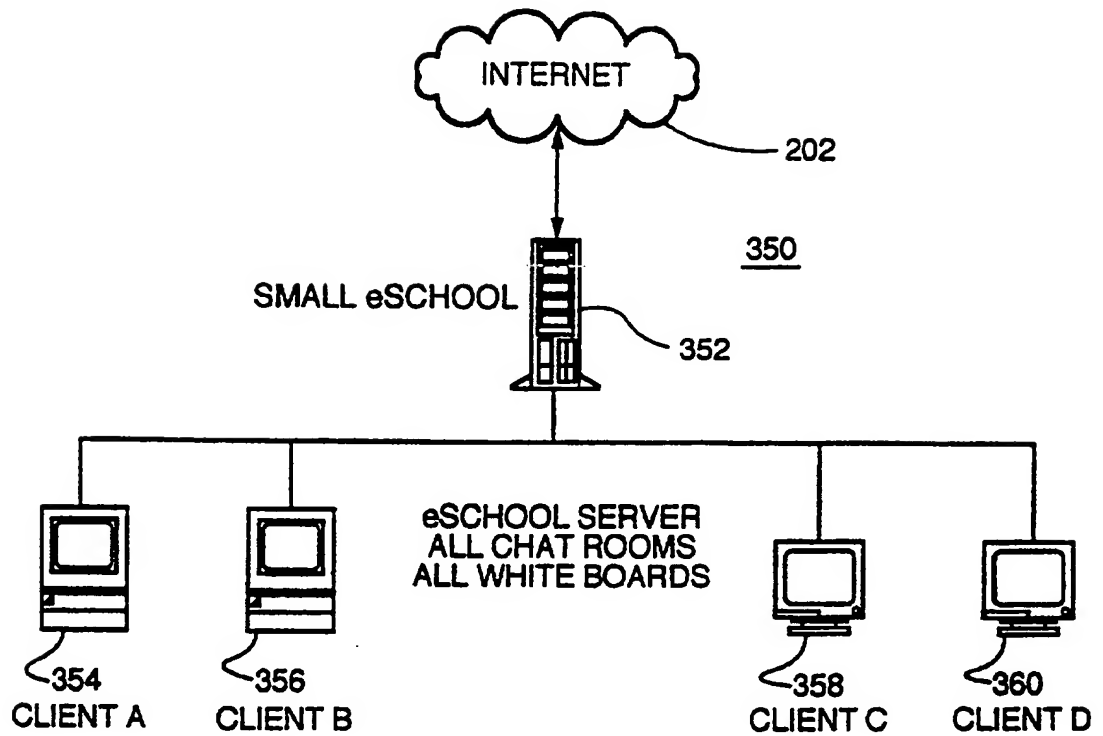 INTERNET
202
350
SMALL eSCHOOL
352
eSCHOOL SERVER
ALL CHAT ROOMS
ALL WHITE BOARDS
354
CLIENT A
356
CLIENT B
358
CLIENT C
360
CLIENT D